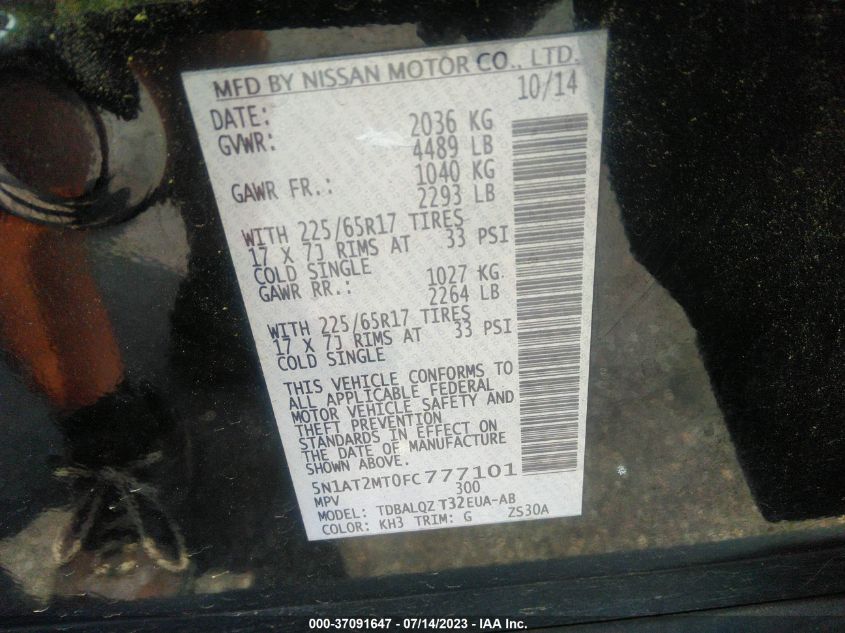 MFD BY NISSAN MOTOR CO., LTD.
DATE: 10/14
GVWR: 2036 KG
4489 LB
GAWR FR.: 1040 KG
2293 LB
WITH 225/65R17 TIRES
17 X 7J RIMS AT 33 PSI
COLD SINGLE
GAWR RR.: 1027 KG
2264 LB
WITH 225/65R17 TIRES
17 X 7J RIMS AT 33 PSI
COLD SINGLE
THIS VEHICLE CONFORMS TO
ALL APPLICABLE FEDERAL
MOTOR VEHICLE SAFETY AND
THEFT PREVENTION
STANDARDS IN EFFECT ON
THE DATE OF MANUFACTURE
SHOWN ABOVE.
5N1AT2MT0FC777101
MPV 300
MODEL: TDBALQZ T32EUA-AB
COLOR: KH3 TRIM: G ZS30A
000-37091647 - 07/14/2023 - IAA Inc.